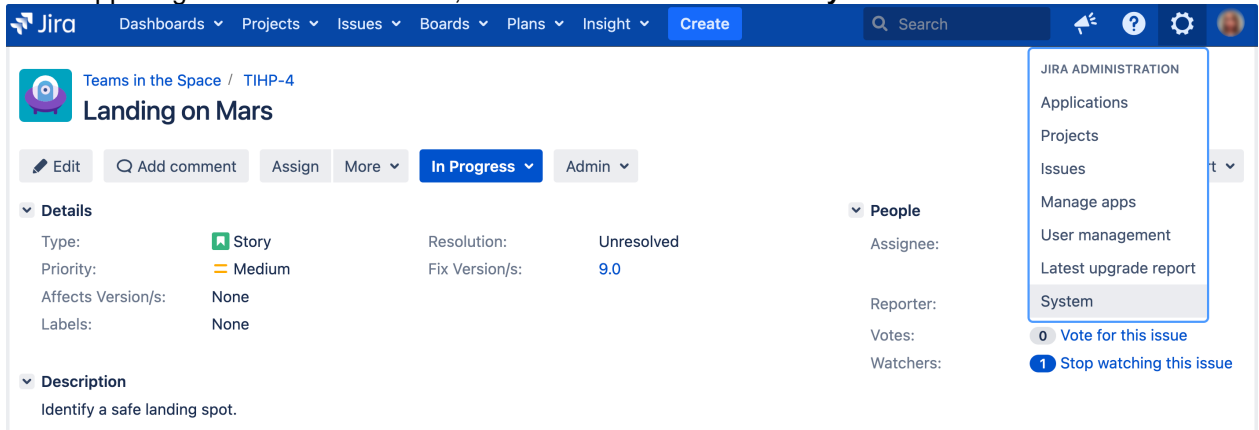 Jira Dashboards Projects Issues Boards Plans Insight Create Search
JIRA ADMINISTRATION
Applications
Projects
Issues
Manage apps
User management
Latest upgrade report
System
Teams in the Space / TIHP-4
Landing on Mars
Edit Add comment Assign More In Progress Admin
Details
Type: Story
Priority: Medium
Affects Version/s: None
Labels: None
Resolution: Unresolved
Fix Version/s: 9.0
People
Assignee:
Reporter:
Votes: 0 Vote for this issue
Watchers: 1 Stop watching this issue
Description
Identify a safe landing spot.